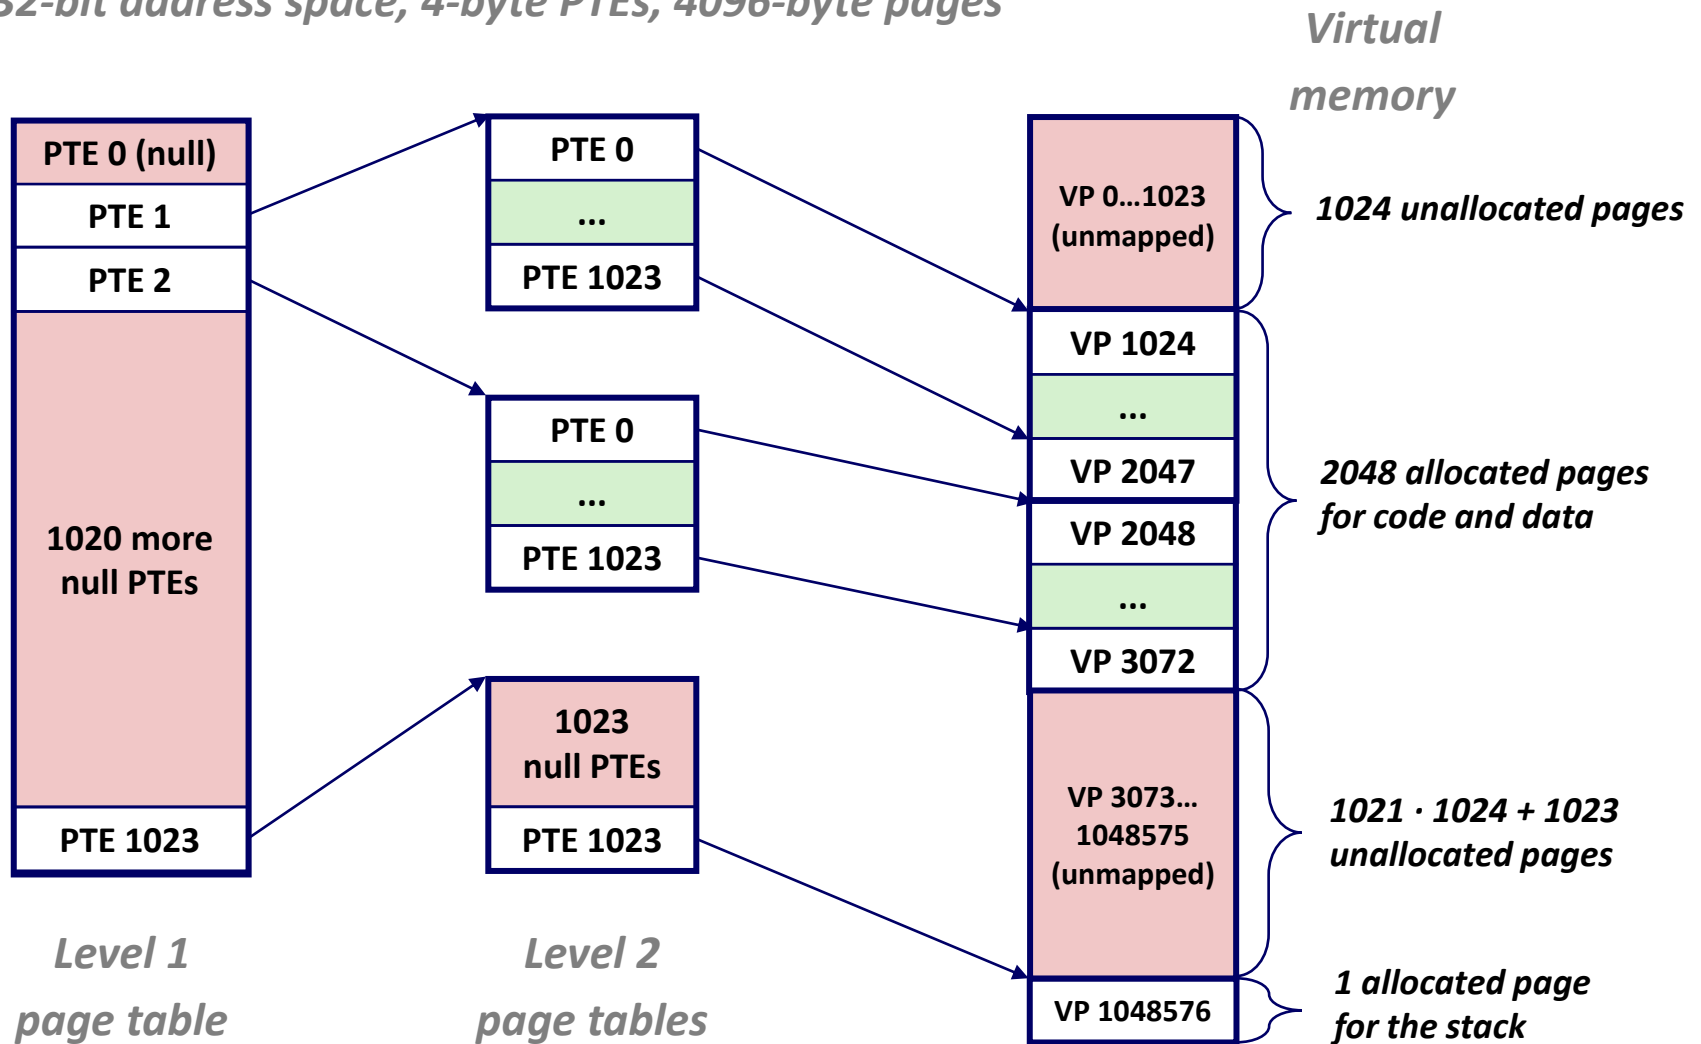 32-bit address space, 4-byte PTEs, 4096-byte pages
Virtual
memory
PTE 0 (null)
PTE 1
PTE 2
1020 more
null PTEs
PTE 1023
Level 1
page table
PTE 0
...
PTE 1023
PTE 0
...
PTE 1023
1023
null PTEs
PTE 1023
Level 2
page tables
VP 0...1023
(unmapped)
VP 1024
...
VP 2047
VP 2048
...
VP 3072
VP 3073...
1048575
(unmapped)
VP 1048576
1024 unallocated pages
2048 allocated pages
for code and data
1021 · 1024 + 1023
unallocated pages
1 allocated page
for the stack